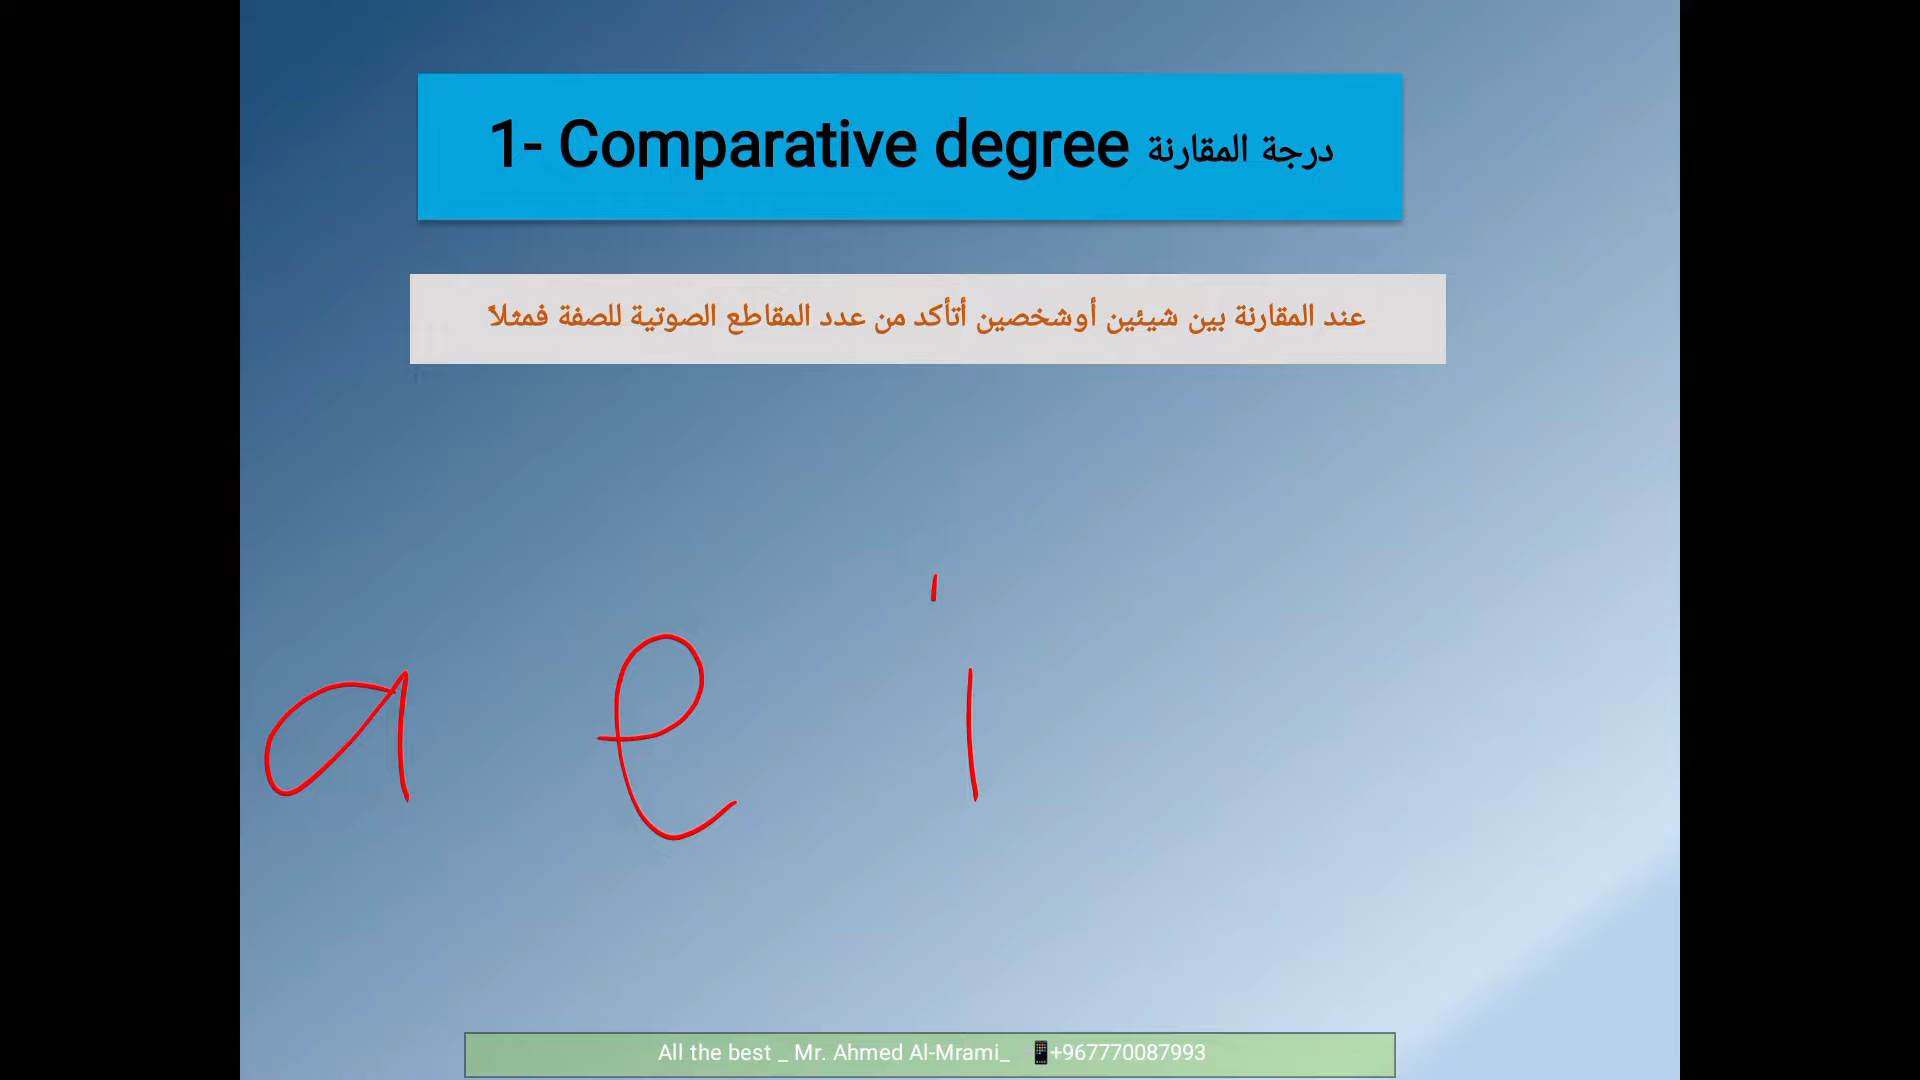 1- Comparative degree درجة المقارنة
عند المقارنة بين شيئين أوشخصين أتأكد من عدد المقاطع الصوتية للصفة فمثلاً
a e i
All the best _ Mr. Ahmed Al-Mrami_ 📱+967770087993